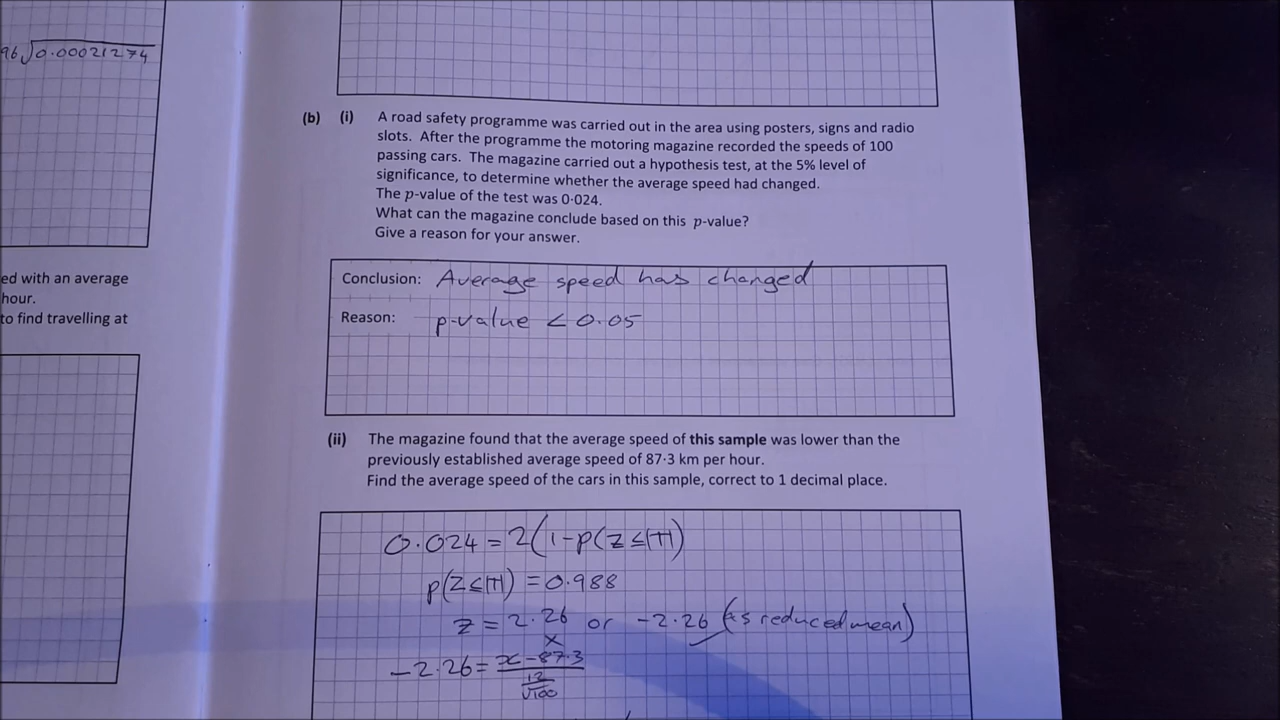 96√0.00021274
ed with an average
hour.
to find travelling at
(b) (i) A road safety programme was carried out in the area using posters, signs and radio
slots. After the programme the motoring magazine recorded the speeds of 100
passing cars. The magazine carried out a hypothesis test, at the 5% level of
significance, to determine whether the average speed had changed.
The p-value of the test was 0·024.
What can the magazine conclude based on this p-value?
Give a reason for your answer.
Conclusion: Average speed has changed
Reason: p-value < 0.05
(ii) The magazine found that the average speed of this sample was lower than the
previously established average speed of 87·3 km per hour.
Find the average speed of the cars in this sample, correct to 1 decimal place.
0.024 = 2(1-p(z≤|T|)
p(z≤|T|) = 0.988
z = 2.26 or -2.26 (as reduced mean)
x
-2.26 = x-87.3
12
√100